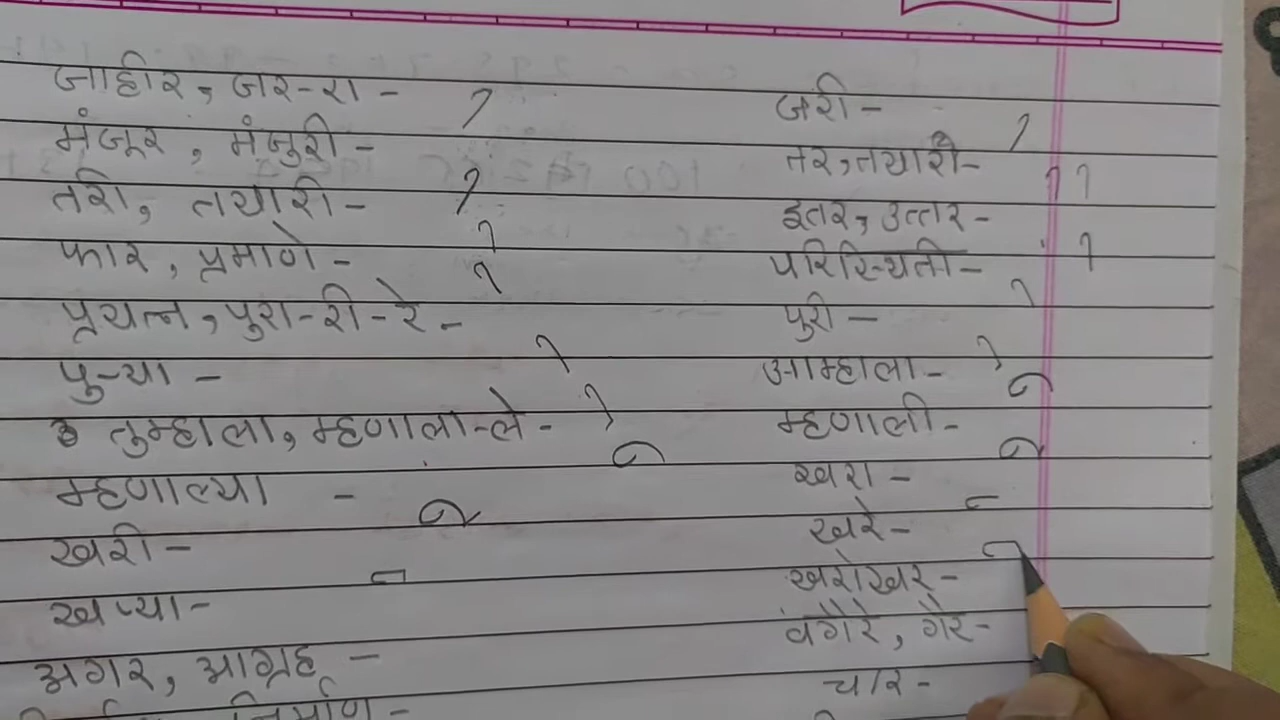 जाहीर, जर-रा-
मंजूर, मंजुरी-
तरी, तयारी-
फार, प्रमाणे-
प्रयत्न, पुरा-री-रे-
पुऱ्या -
तुम्हाला, म्हणाला-ले-
म्हणाल्या -
खरी-
खऱ्या-
अगर, आग्रह -
जरी-
तर, तयारी-
इतर, उत्तर-
परिस्थिती-
पुरी-
आम्हाला-
म्हणाली-
खरा-
खरे-
खरोखर-
वगैरे, गैर-
चार-